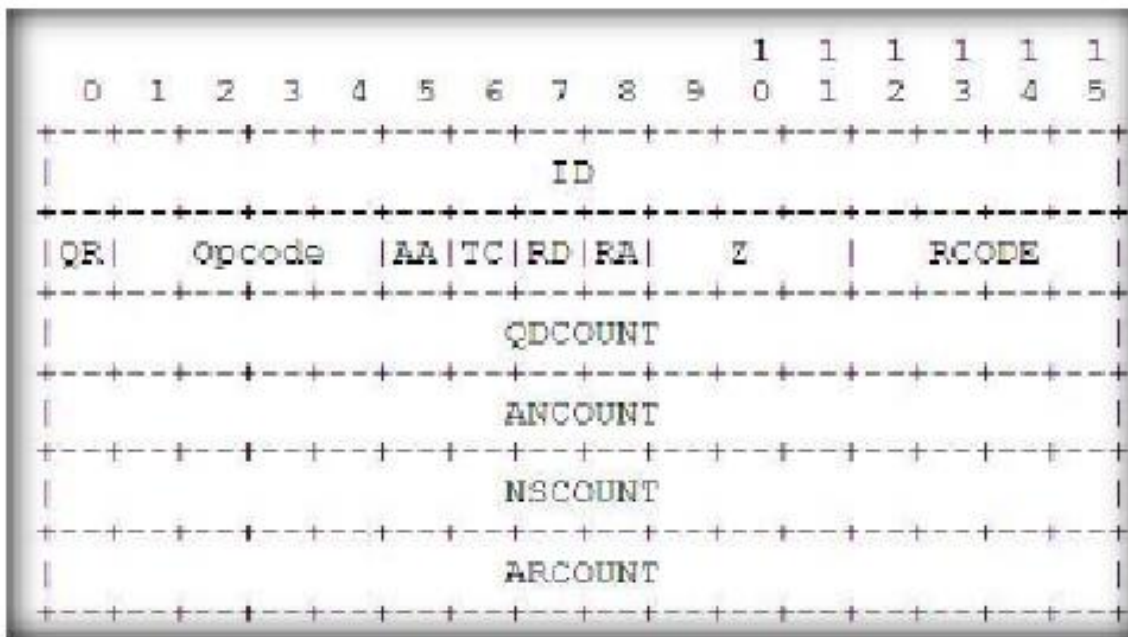 1 1 1 1 1 1
0 1 2 3 4 5 6 7 8 9 0 1 2 3 4 5
+--+--+--+--+--+--+--+--+--+--+--+--+--+--+--+--+
| ID |
+--+--+--+--+--+--+--+--+--+--+--+--+--+--+--+--+
|QR| Opcode |AA|TC|RD|RA| Z | RCODE |
+--+--+--+--+--+--+--+--+--+--+--+--+--+--+--+--+
| QDCOUNT |
+--+--+--+--+--+--+--+--+--+--+--+--+--+--+--+--+
| ANCOUNT |
+--+--+--+--+--+--+--+--+--+--+--+--+--+--+--+--+
| NSCOUNT |
+--+--+--+--+--+--+--+--+--+--+--+--+--+--+--+--+
| ARCOUNT |
+--+--+--+--+--+--+--+--+--+--+--+--+--+--+--+--+